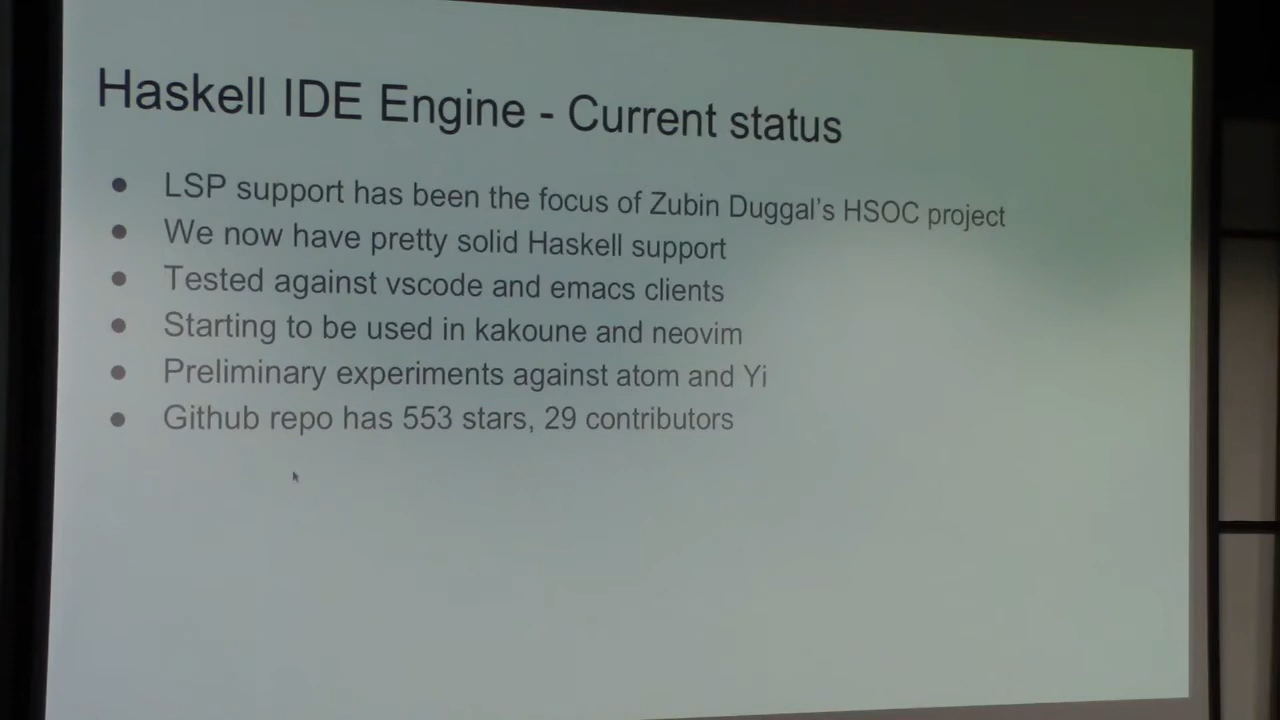 Haskell IDE Engine - Current status
● LSP support has been the focus of Zubin Duggal's HSOC project
● We now have pretty solid Haskell support
● Tested against vscode and emacs clients
● Starting to be used in kakoune and neovim
● Preliminary experiments against atom and Yi
● Github repo has 553 stars, 29 contributors